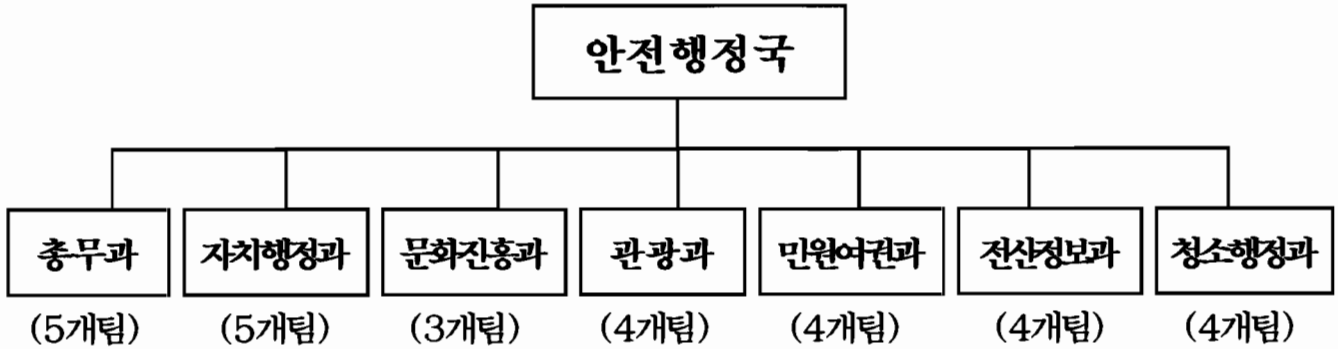 안전행정국
총무과 자치행정과 문화진흥과 관광과 민원여권과 전산정보과 청소행정과
(5개팀) (5개팀) (3개팀) (4개팀) (4개팀) (4개팀) (4개팀)